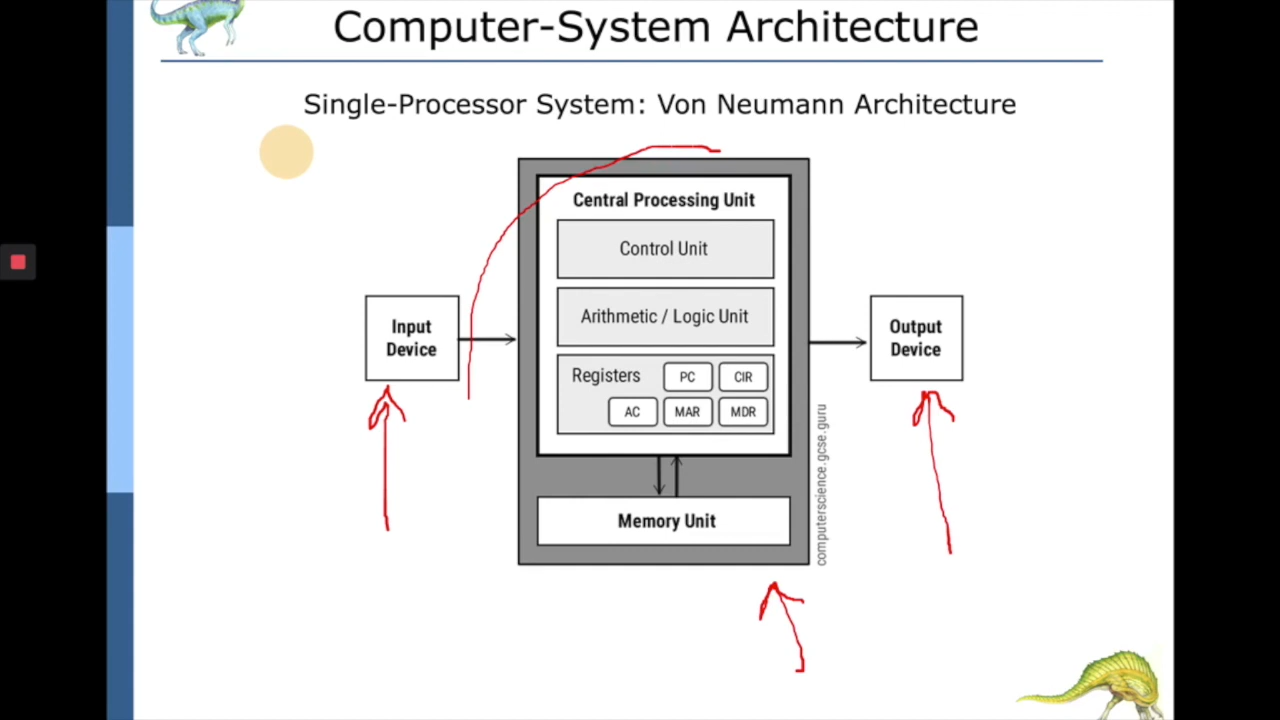 Computer-System Architecture
Single-Processor System: Von Neumann Architecture
Central Processing Unit
Control Unit
Arithmetic / Logic Unit
Registers
PC
CIR
AC
MAR
MDR
Memory Unit
Input
Device
Output
Device
computerscience.gcse.guru